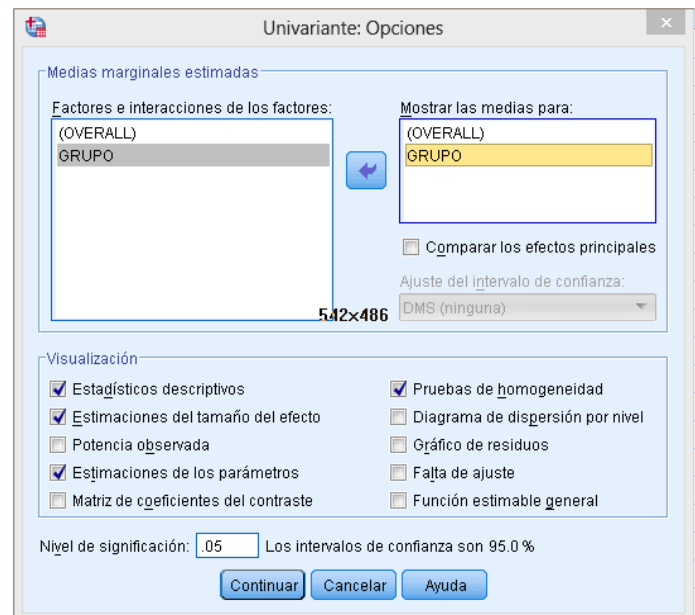 Univariante: Opciones
Medias marginales estimadas
Factores e interacciones de los factores:
(OVERALL)
GRUPO
Mostrar las medias para:
(OVERALL)
GRUPO
Comparar los efectos principales
Ajuste del intervalo de confianza:
DMS (ninguna)
542×486
Visualización
Estadísticos descriptivos
Estimaciones del tamaño del efecto
Potencia observada
Estimaciones de los parámetros
Matriz de coeficientes del contraste
Pruebas de homogeneidad
Diagrama de dispersión por nivel
Gráfico de residuos
Falta de ajuste
Función estimable general
Nivel de significación: .05 Los intervalos de confianza son 95.0 %
Continuar Cancelar Ayuda